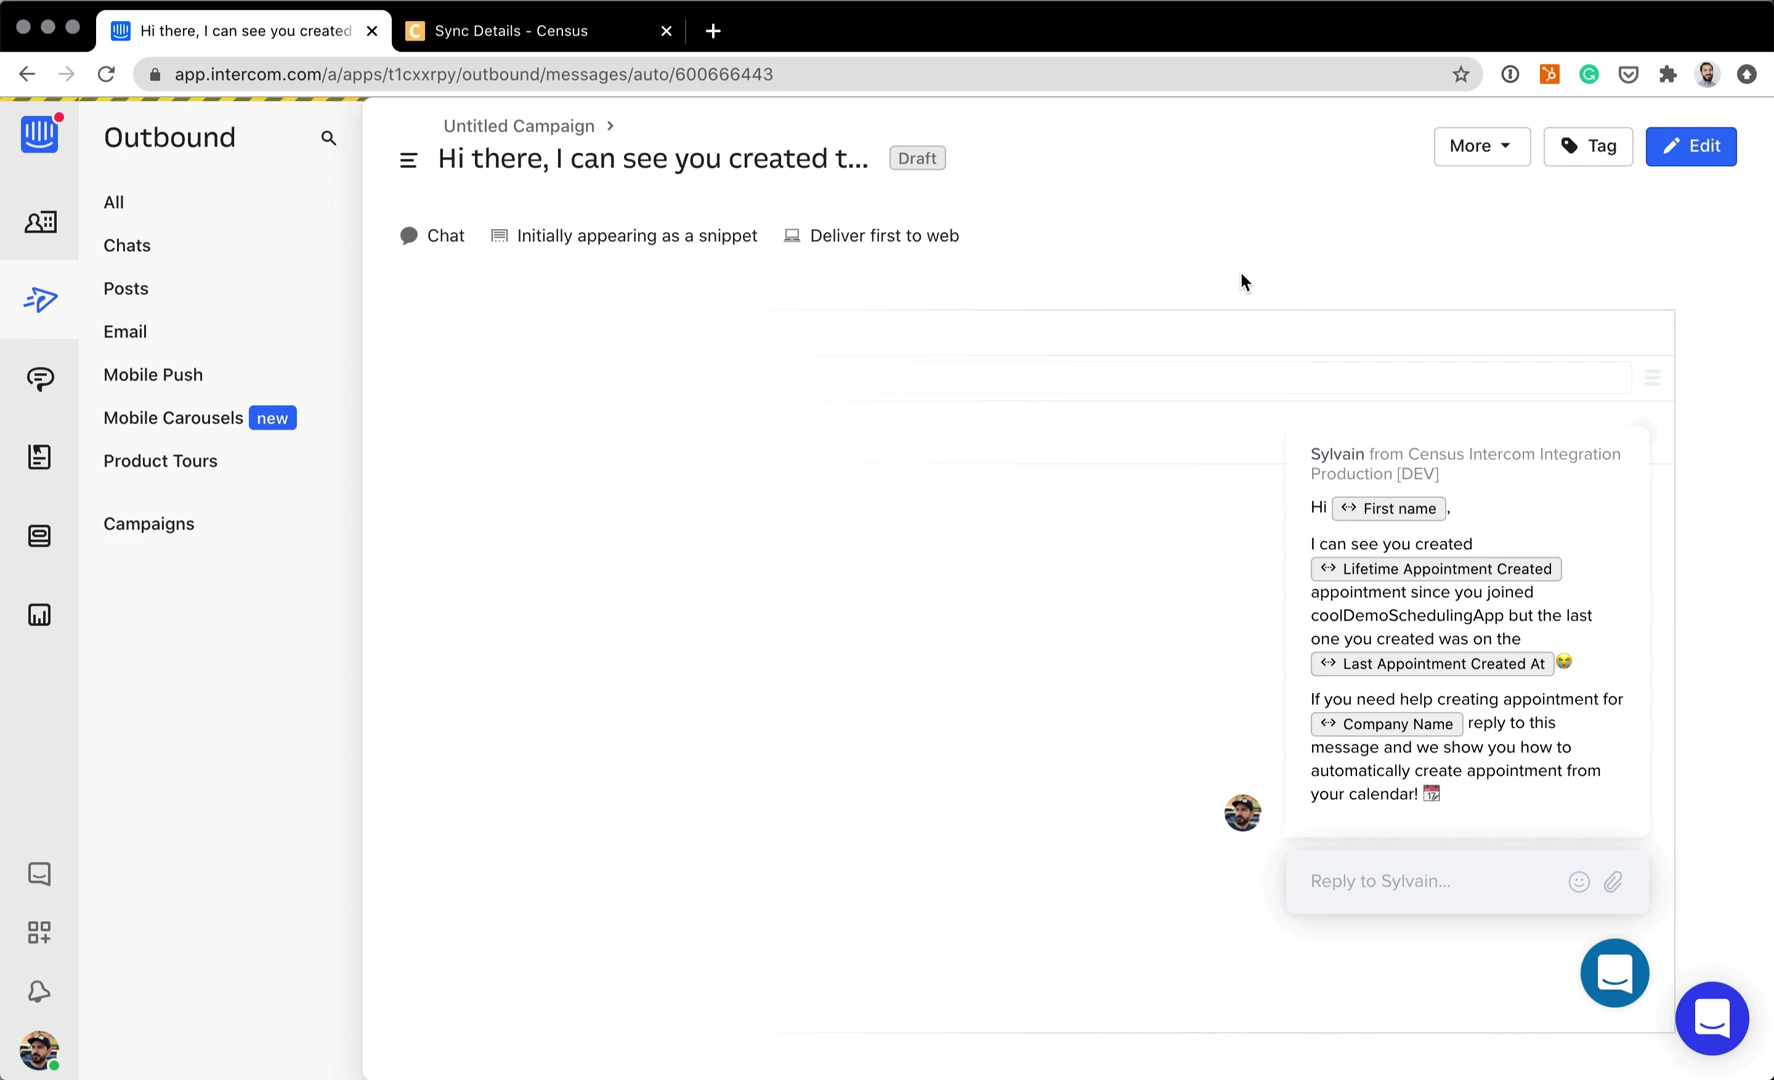 Hi there, I can see you created
Sync Details - Census
app.intercom.com/a/apps/t1cxxrpy/outbound/messages/auto/600666443
Outbound
All
Chats
Posts
Email
Mobile Push
Mobile Carousels new
Product Tours
Campaigns
Untitled Campaign
Hi there, I can see you created t... Draft
More
Tag
Edit
Chat
Initially appearing as a snippet
Deliver first to web
Sylvain from Census Intercom Integration
Production [DEV]
Hi First name,
I can see you created
Lifetime Appointment Created
appointment since you joined
coolDemoSchedulingApp but the last
one you created was on the
Last Appointment Created At 😭
If you need help creating appointment for
Company Name reply to this
message and we show you how to
automatically create appointment from
your calendar! 📆
Reply to Sylvain...